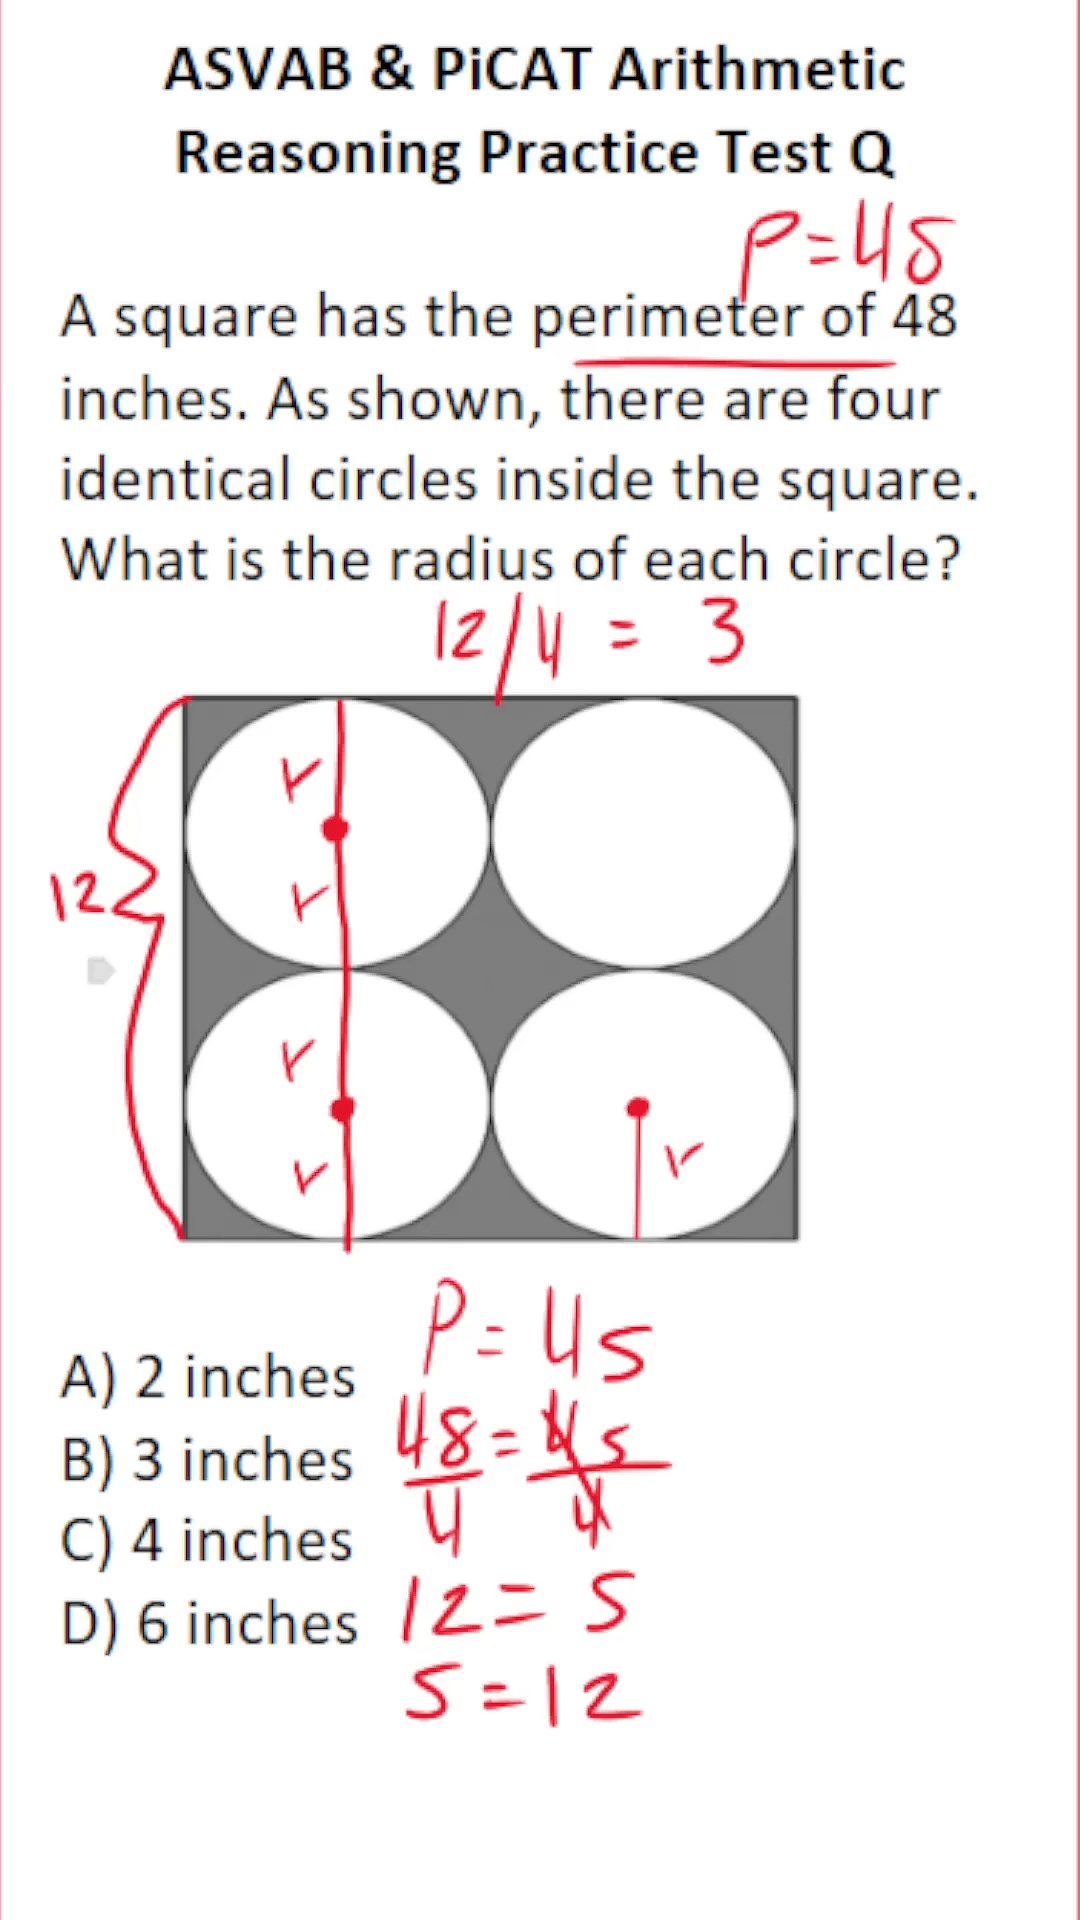 ASVAB & PiCAT Arithmetic
Reasoning Practice Test Q
P=48
A square has the perimeter of 48
inches. As shown, there are four
identical circles inside the square.
What is the radius of each circle?
12/4 = 3
r
r
12
r
r
r
P=4s
A) 2 inches
48=4s
B) 3 inches
4 4
C) 4 inches
12=s
D) 6 inches
s=12